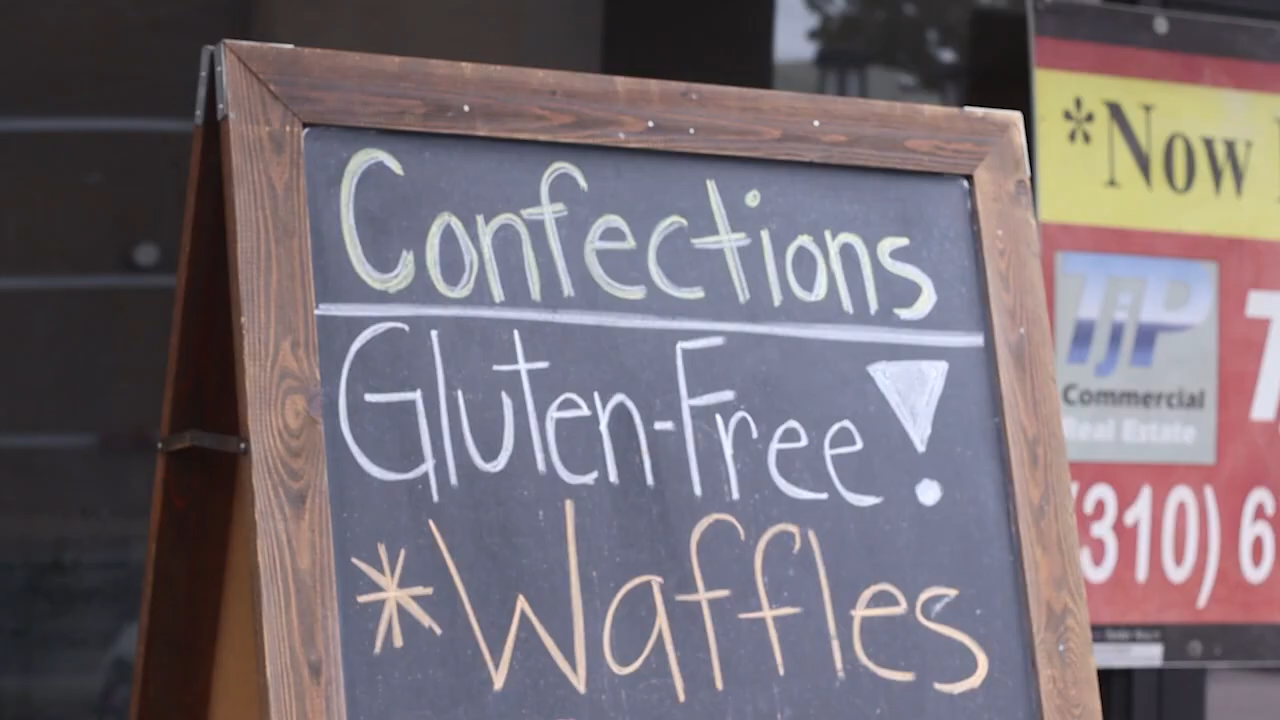 Confections
Gluten-Free!
*Waffles
*Now
TJP
Commercial
Real Estate
(310) 6